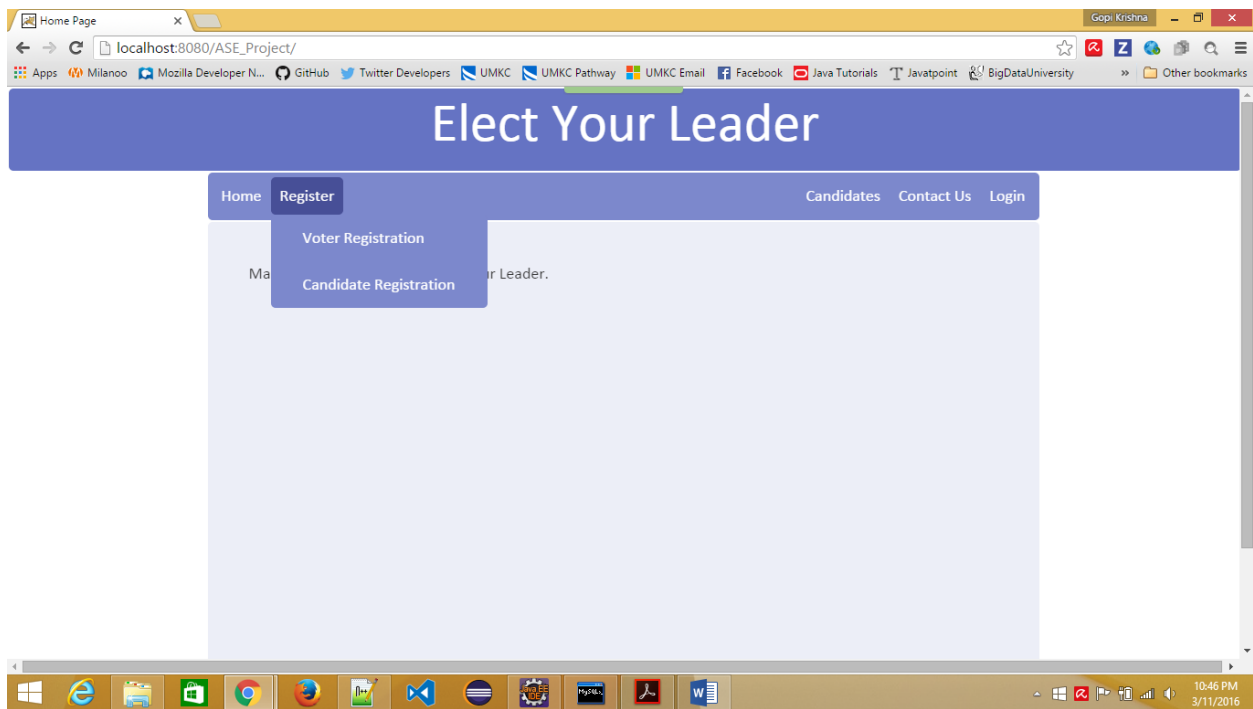 Home Page
Gopi Krishna
localhost:8080/ASE_Project/
Apps Milanoo Mozilla Developer N... GitHub Twitter Developers UMKC UMKC Pathway UMKC Email Facebook Java Tutorials Javatpoint BigDataUniversity » Other bookmarks
Elect Your Leader
Home Register Candidates Contact Us Login
Voter Registration
Ma r Leader.
Candidate Registration
10:46 PM
3/11/2016